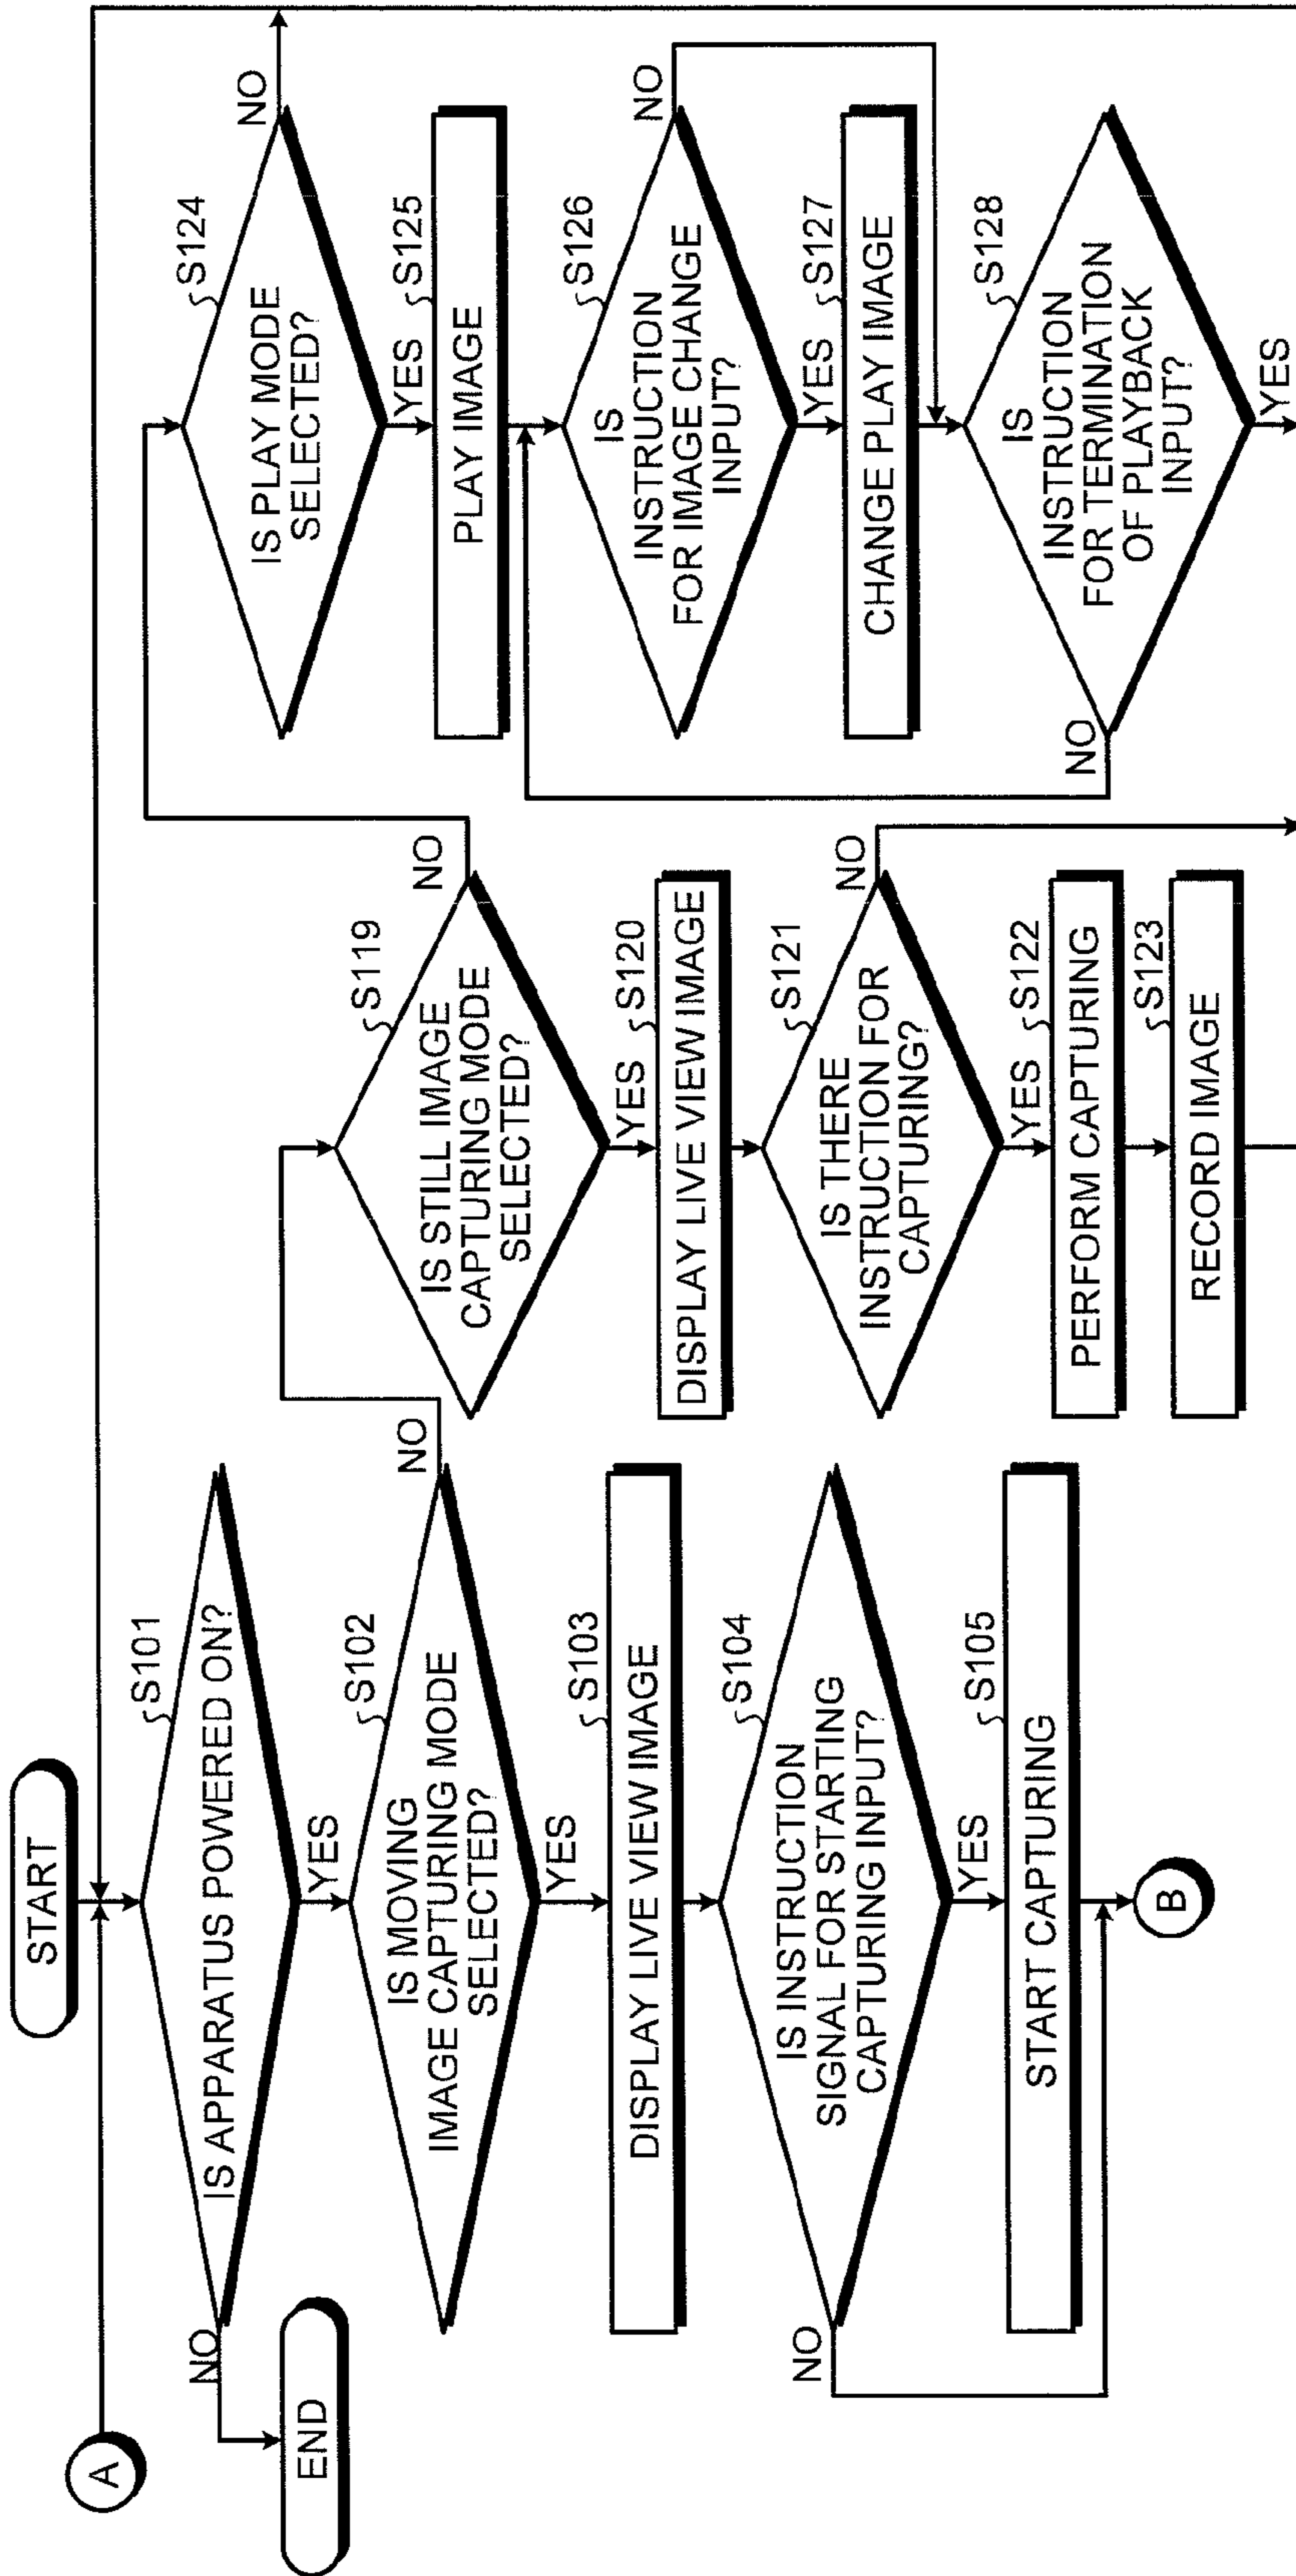 START
A
S101
IS APPARATUS POWERED ON?
NO
YES
END
S102
IS MOVING
IMAGE CAPTURING MODE
SELECTED?
NO
YES
S103
DISPLAY LIVE VIEW IMAGE
S104
IS INSTRUCTION
SIGNAL FOR STARTING
CAPTURING INPUT?
NO
YES
S105
START CAPTURING
B
S119
IS STILL IMAGE
CAPTURING MODE
SELECTED?
NO
YES
S120
DISPLAY LIVE VIEW IMAGE
S121
IS THERE
INSTRUCTION FOR
CAPTURING?
NO
YES
S122
PERFORM CAPTURING
S123
RECORD IMAGE
S124
IS PLAY MODE
SELECTED?
NO
YES
S125
PLAY IMAGE
S126
IS
INSTRUCTION
FOR IMAGE CHANGE
INPUT?
NO
YES
S127
CHANGE PLAY IMAGE
S128
IS
INSTRUCTION
FOR TERMINATION
OF PLAYBACK
INPUT?
NO
YES